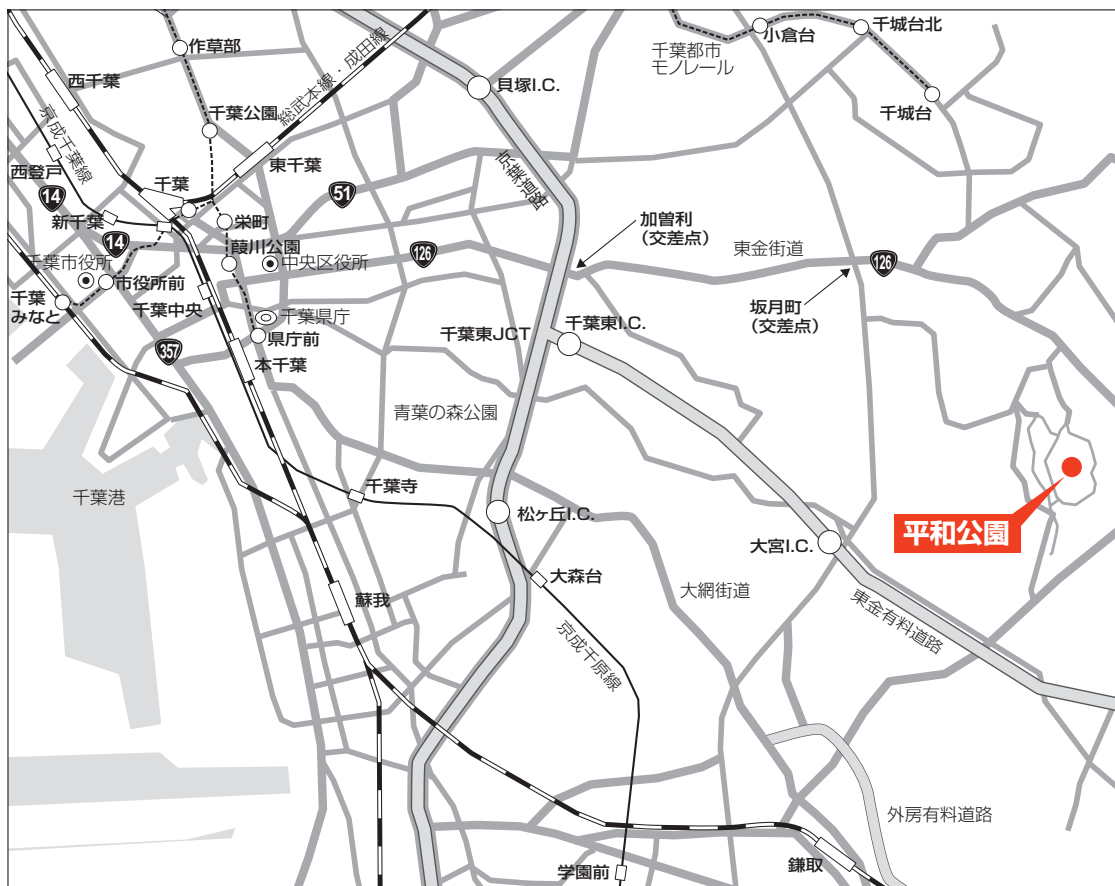 作草部
小倉台
千城台北
千葉都市
モノレール
総武本線・成田線
西千葉
貝塚I.C.
千葉公園
千城台
京成千葉線
東千葉
西登戸
千葉
京葉道路
14
51
新千葉
栄町
加曽利
(交差点)
14
葭川公園
126
東金街道
126
千葉市役所
中央区役所
市役所前
千葉
みなと
千葉中央
坂月町
(交差点)
千葉県庁
千葉東I.C.
千葉東JCT
県庁前
357
本千葉
青葉の森公園
千葉港
千葉寺
松ヶ丘I.C.
平和公園
大宮I.C.
大森台
大網街道
蘇我
東金有料道路
京成千原線
外房有料道路
学園前
鎌取